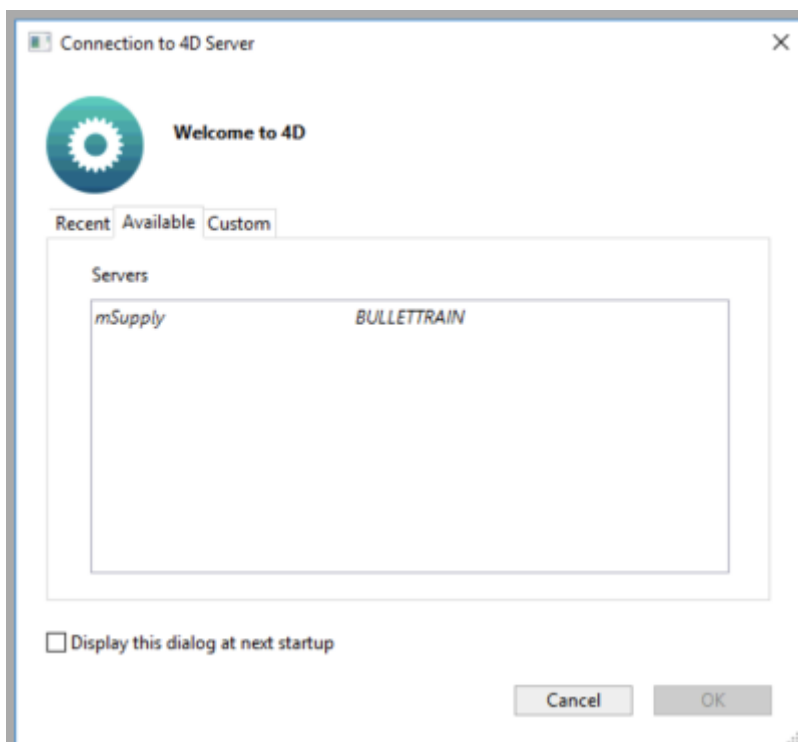 Connection to 4D Server
Welcome to 4D
Recent Available Custom
Servers
mSupply BULLETTRAIN
Display this dialog at next startup
Cancel OK